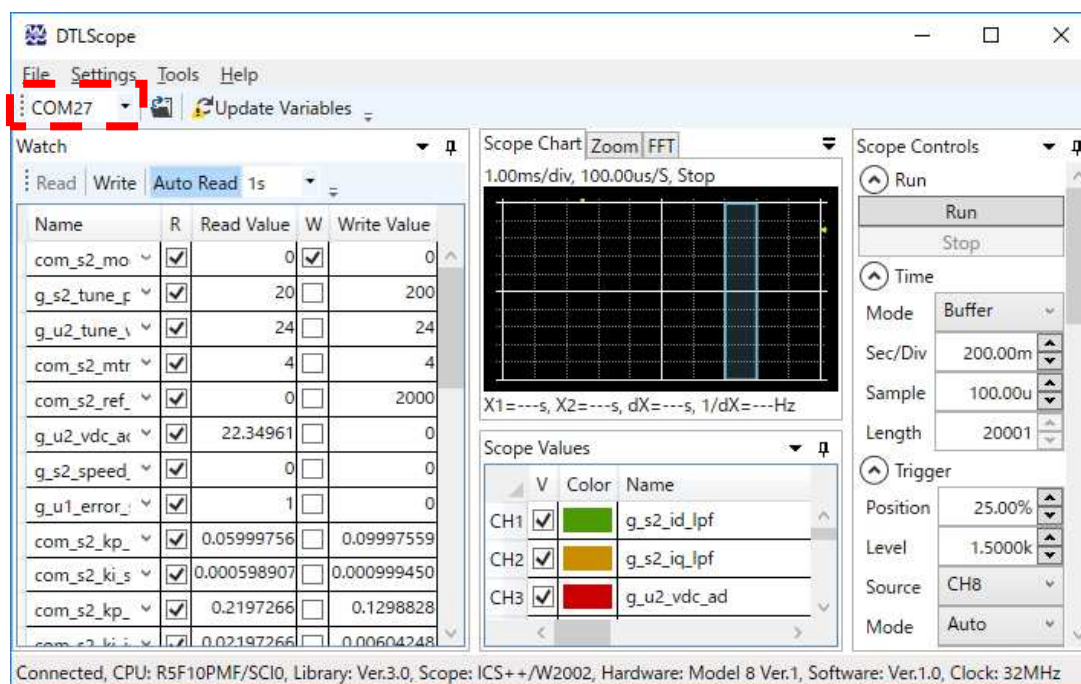 DTLScope
File Settings Tools Help
COM27 Update Variables
Watch
Read Write Auto Read 1s
Name R Read Value W Write Value
com_s2_mo 0 0
g_s2_tune_p 20 200
g_u2_tune_v 24 24
com_s2_mtr 4 4
com_s2_ref_ 0 2000
g_u2_vdc_ac 22.34961 0
g_s2_speed_ 0 0
g_u1_error_s 1 0
com_s2_kp_ 0.05999756 0.09997559
com_s2_ki_s 0.000598907 0.000999450
com_s2_kp_ 0.2197266 0.1298828
com_s2_ki_i 0.02197266 0.00604248
Scope Chart Zoom FFT
1.00ms/div, 100.00us/S, Stop
X1=---s, X2=---s, dX=---s, 1/dX=---Hz
Scope Values
V Color Name
CH1 g_s2_id_lpf
CH2 g_s2_iq_lpf
CH3 g_u2_vdc_ad
Scope Controls
Run
Run
Stop
Time
Mode Buffer
Sec/Div 200.00m
Sample 100.00u
Length 20001
Trigger
Position 25.00%
Level 1.5000k
Source CH8
Mode Auto
Connected, CPU: R5F10PMF/SCI0, Library: Ver.3.0, Scope: ICS++/W2002, Hardware: Model 8 Ver.1, Software: Ver.1.0, Clock: 32MHz